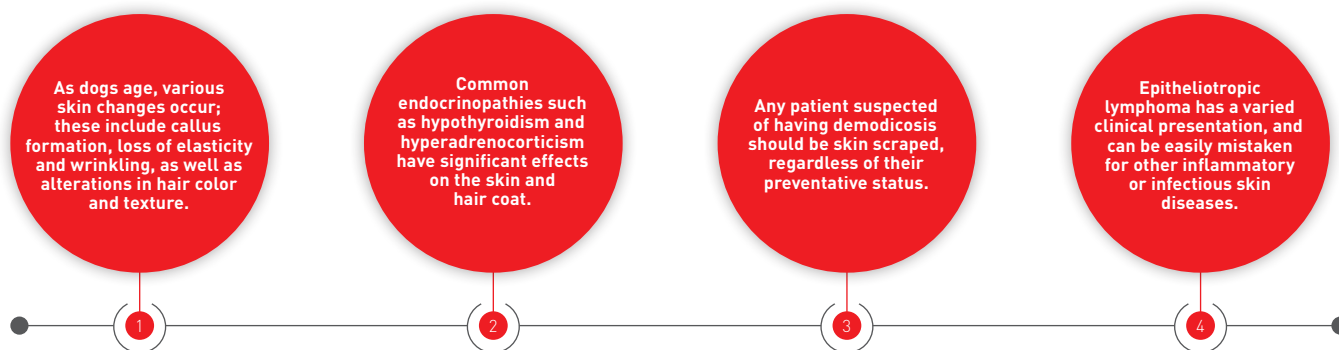 As dogs age, various
skin changes occur;
these include callus
formation, loss of elasticity
and wrinkling, as well as
alterations in hair color
and texture.
Common
endocrinopathies such
as hypothyroidism and
hyperadrenocorticism
have significant effects
on the skin and
hair coat.
Any patient suspected
of having demodicosis
should be skin scraped,
regardless of their
preventative status.
Epitheliotropic
lymphoma has a varied
clinical presentation, and
can be easily mistaken
for other inflammatory
or infectious skin
diseases.
1
2
3
4